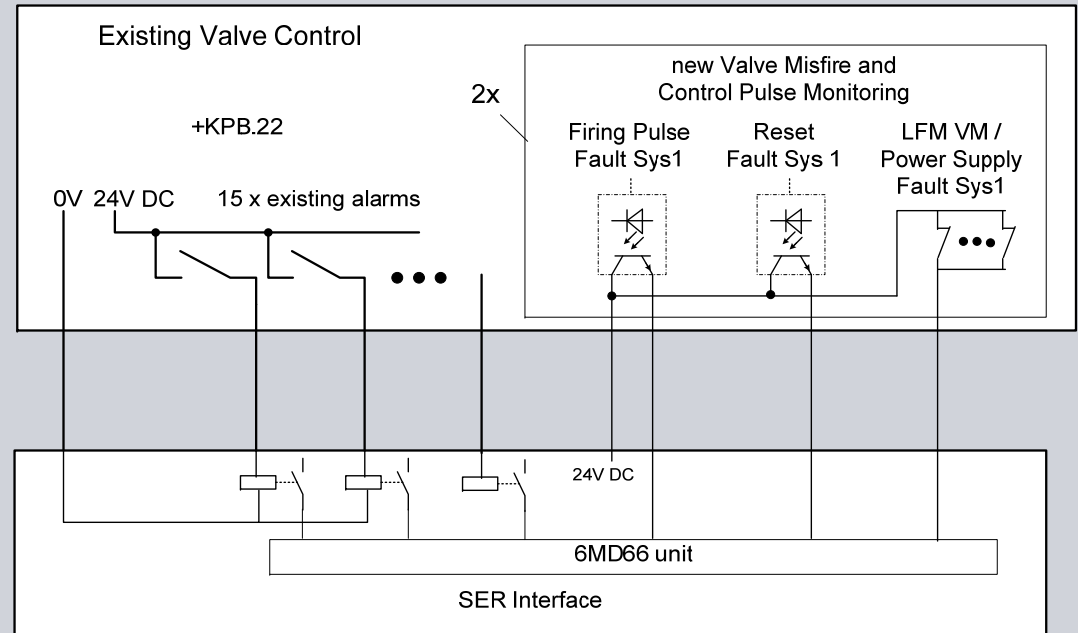 Existing Valve Control
new Valve Misfire and
Control Pulse Monitoring
2x
+KPB.22
Firing Pulse
Fault Sys1
Reset
Fault Sys 1
LFM VM /
Power Supply
Fault Sys1
0V 24V DC 15 x existing alarms
24V DC
6MD66 unit
SER Interface